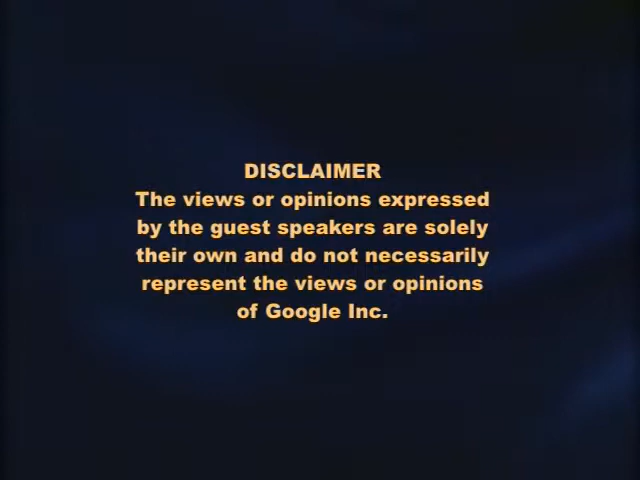 DISCLAIMER
The views or opinions expressed
by the guest speakers are solely
their own and do not necessarily
represent the views or opinions
of Google Inc.